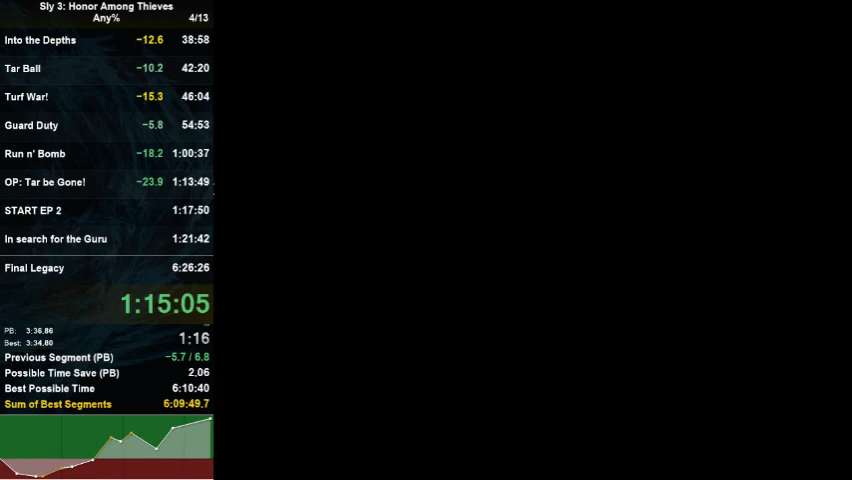 Sly 3: Honor Among Thieves
Any% 4/13
Into the Depths −12.6 38:58
Tar Ball −10.2 42:20
Turf War! −15.3 46:04
Guard Duty −5.8 54:53
Run n' Bomb −18.2 1:00:37
OP: Tar be Gone! −23.9 1:13:49
START EP 2 1:17:50
In search for the Guru 1:21:42
Final Legacy 6:26:26
1:15:05
PB: 3:36.86
Best: 3:34.80 1:16
Previous Segment (PB) −5.7 / 6.8
Possible Time Save (PB) 2.06
Best Possible Time 6:10:40
Sum of Best Segments 6:09:49.7